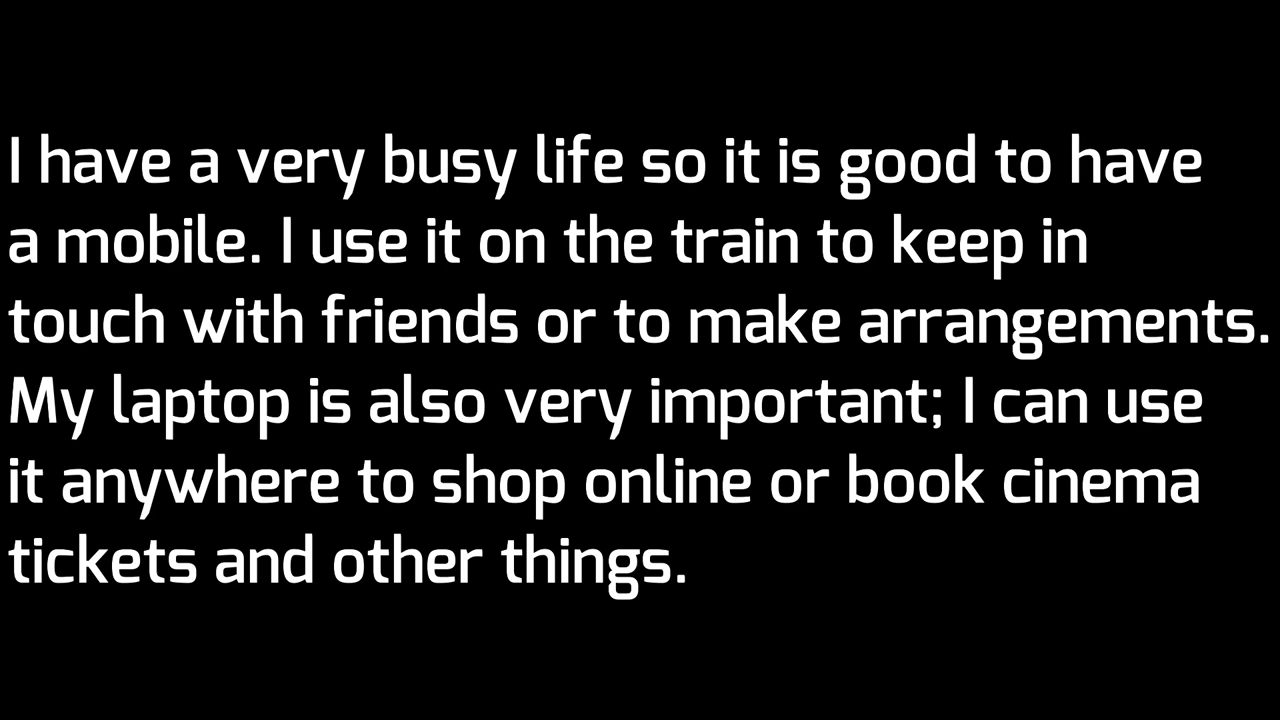 I have a very busy life so it is good to have
a mobile. I use it on the train to keep in
touch with friends or to make arrangements.
My laptop is also very important; I can use
it anywhere to shop online or book cinema
tickets and other things.